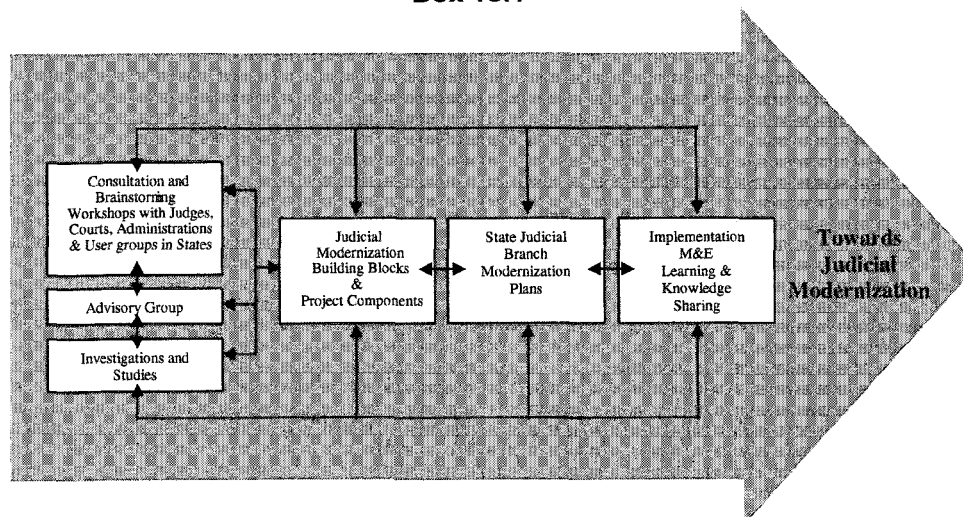 Consultation and
Brainstorming
Workshops with Judges,
Courts, Administrations
& User groups in States
Advisory Group
Investigations and
Studies
Judicial
Modernization
Building Blocks
&
Project Components
State Judicial
Branch
Modernization
Plans
Implementation
M&E
Learning &
Knowledge
Sharing
Towards
Judicial
Modernization